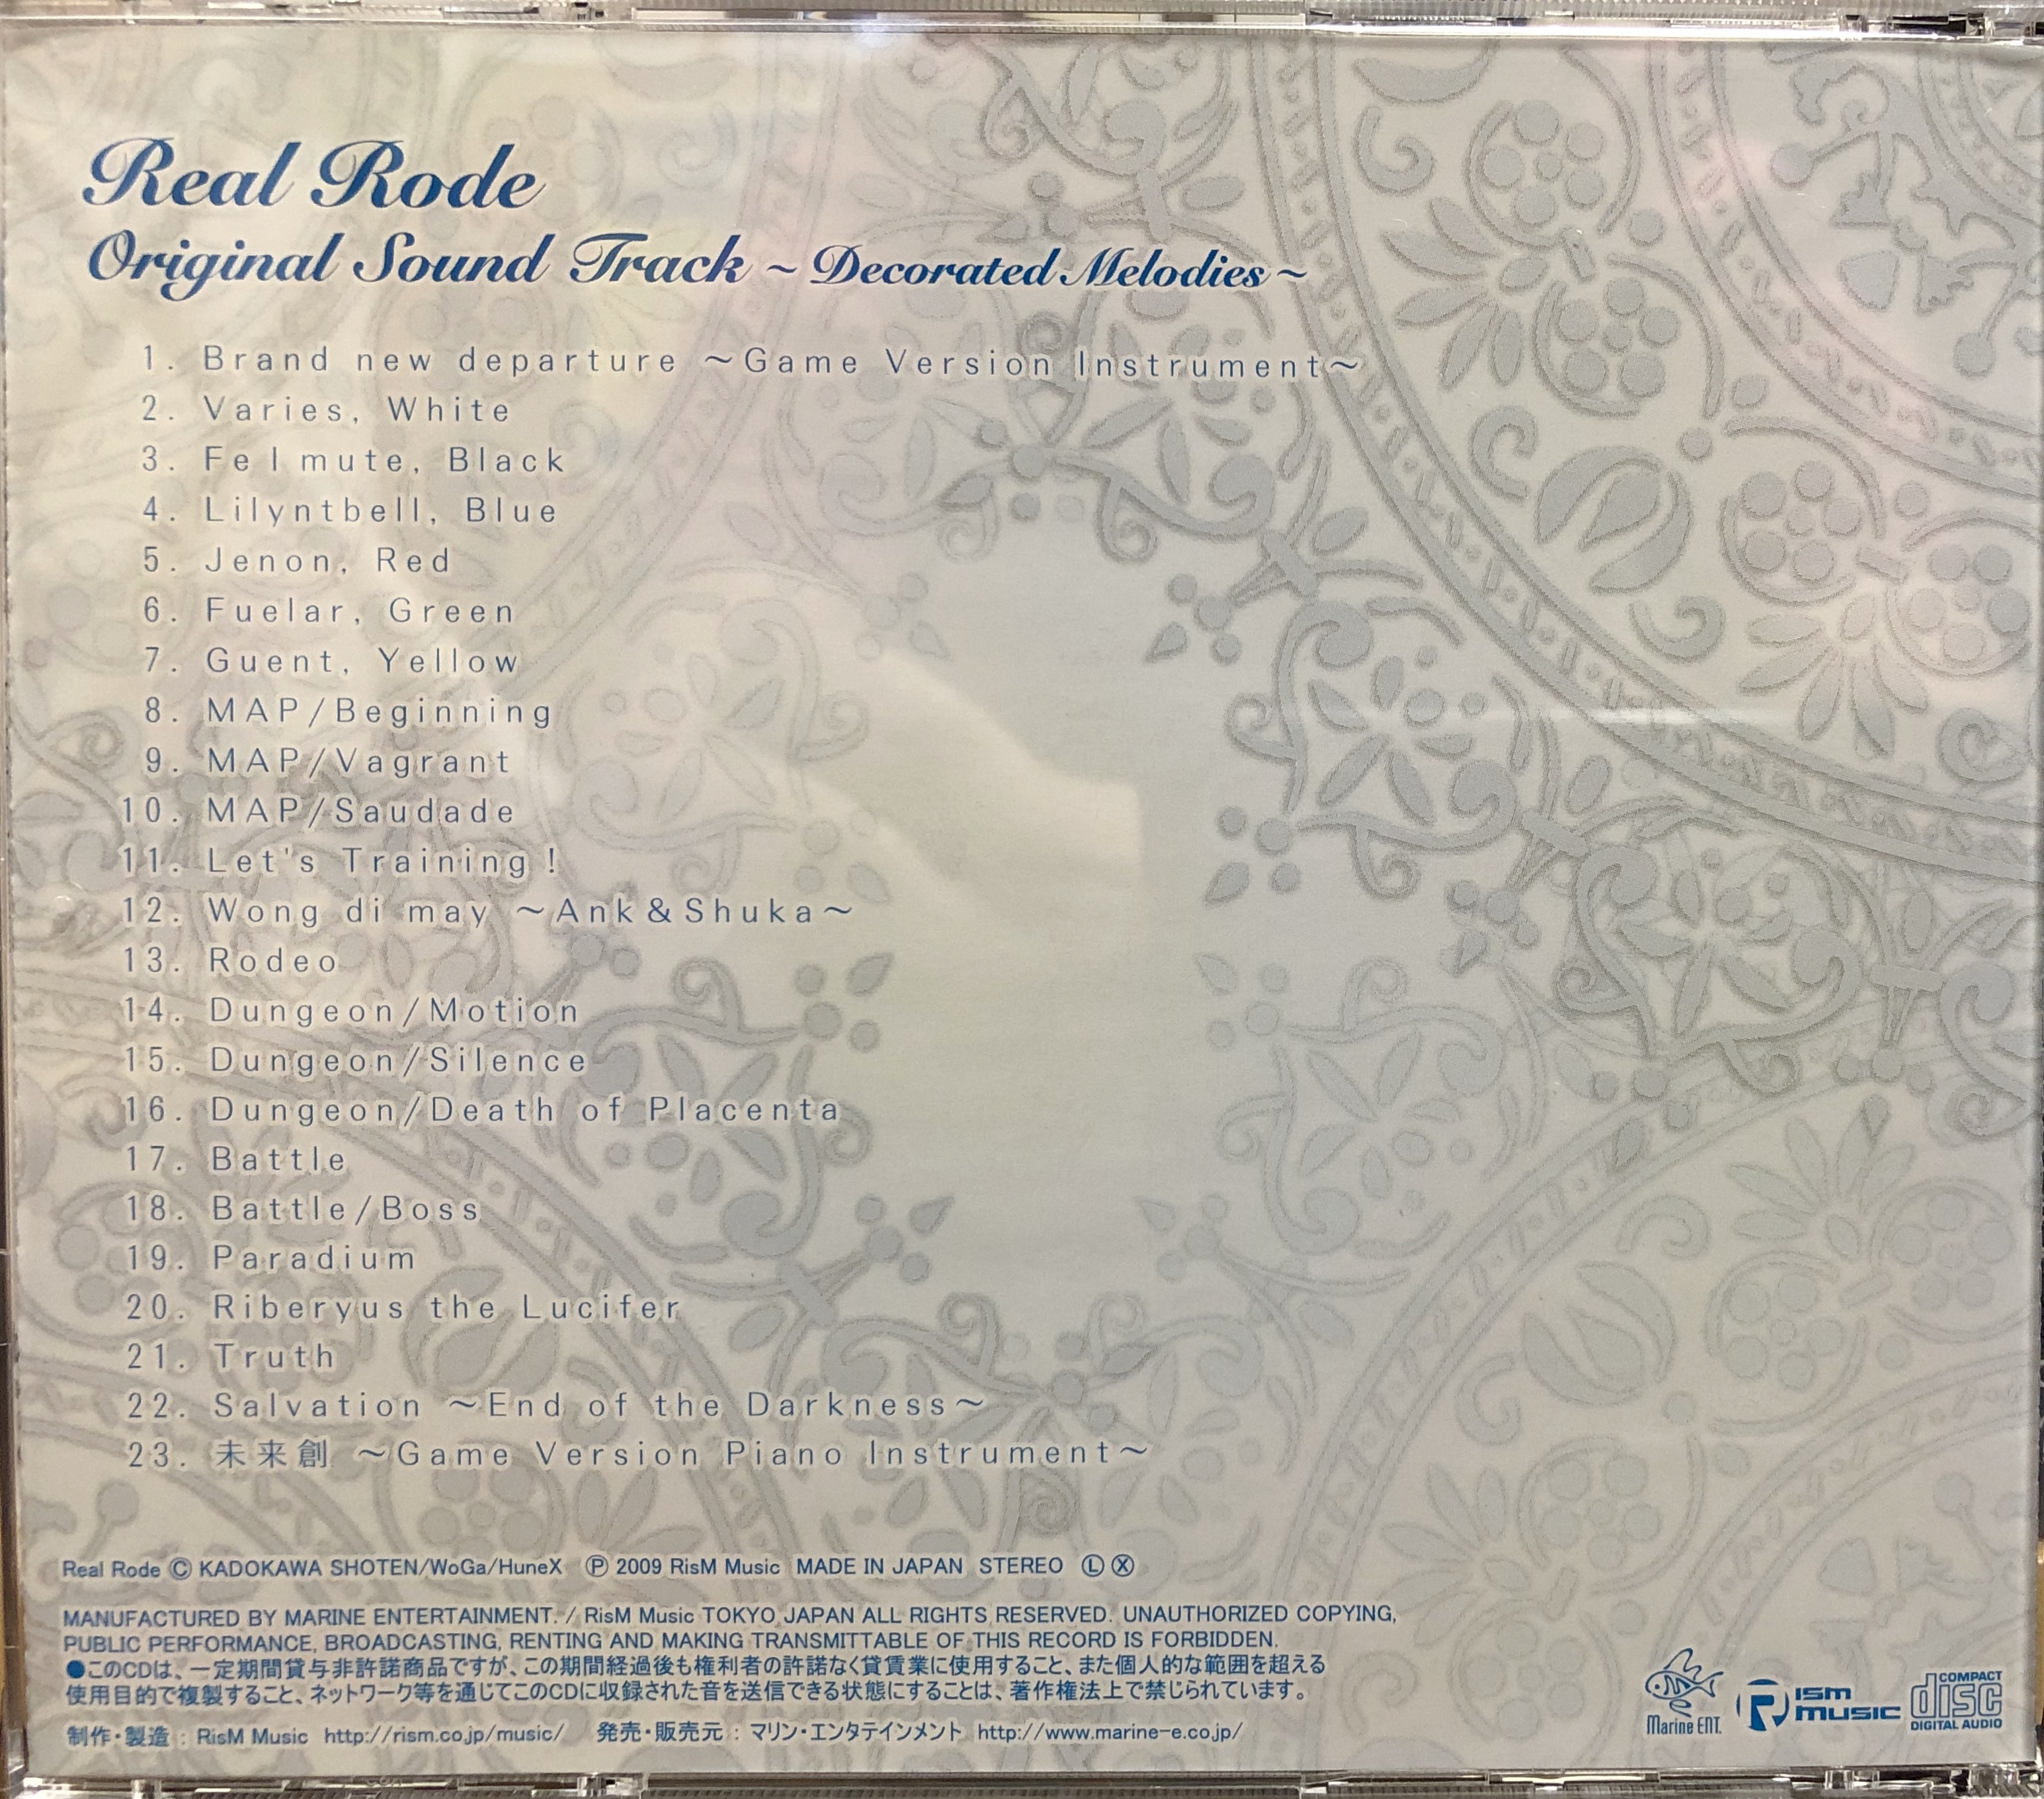 Real Rode
Original Sound Track ~Decorated Melodies~
1. Brand new departure ～Game Version Instrument～
2. Varies, White
3. Felmute, Black
4. Lilyntbell, Blue
5. Jenon, Red
6. Fuelar, Green
7. Guent, Yellow
8. MAP/Beginning
9. MAP/Vagrant
10. MAP/Saudade
11. Let's Training!
12. Wong di may ～Ank&Shuka～
13. Rodeo
14. Dungeon/Motion
15. Dungeon/Silence
16. Dungeon/Death of Placenta
17. Battle
18. Battle/Boss
19. Paradium
20. Riberyus the Lucifer
21. Truth
22. Salvation ～End of the Darkness～
23. 未来創 ～Game Version Piano Instrument～
Real Rode Ⓒ KADOKAWA SHOTEN/WoGa/HuneX Ⓟ 2009 RisM Music MADE IN JAPAN STEREO Ⓛ Ⓧ
MANUFACTURED BY MARINE ENTERTAINMENT. / RisM Music TOKYO JAPAN ALL RIGHTS RESERVED. UNAUTHORIZED COPYING,
PUBLIC PERFORMANCE, BROADCASTING, RENTING AND MAKING TRANSMITTABLE OF THIS RECORD IS FORBIDDEN.
●このCDは、一定期間貸与非許諾商品ですが、この期間経過後も権利者の許諾なく賃貸業に使用すること、また個人的な範囲を超える
使用目的で複製すること、ネットワーク等を通じてこのCDに収録された音を送信できる状態にすることは、著作権法上で禁じられています。
制作・製造：RisM Music http://rism.co.jp/music/ 発売・販売元：マリン・エンタテインメント http://www.marine-e.co.jp/
Marine ENT.
Rism music
COMPACT disc DIGITAL AUDIO